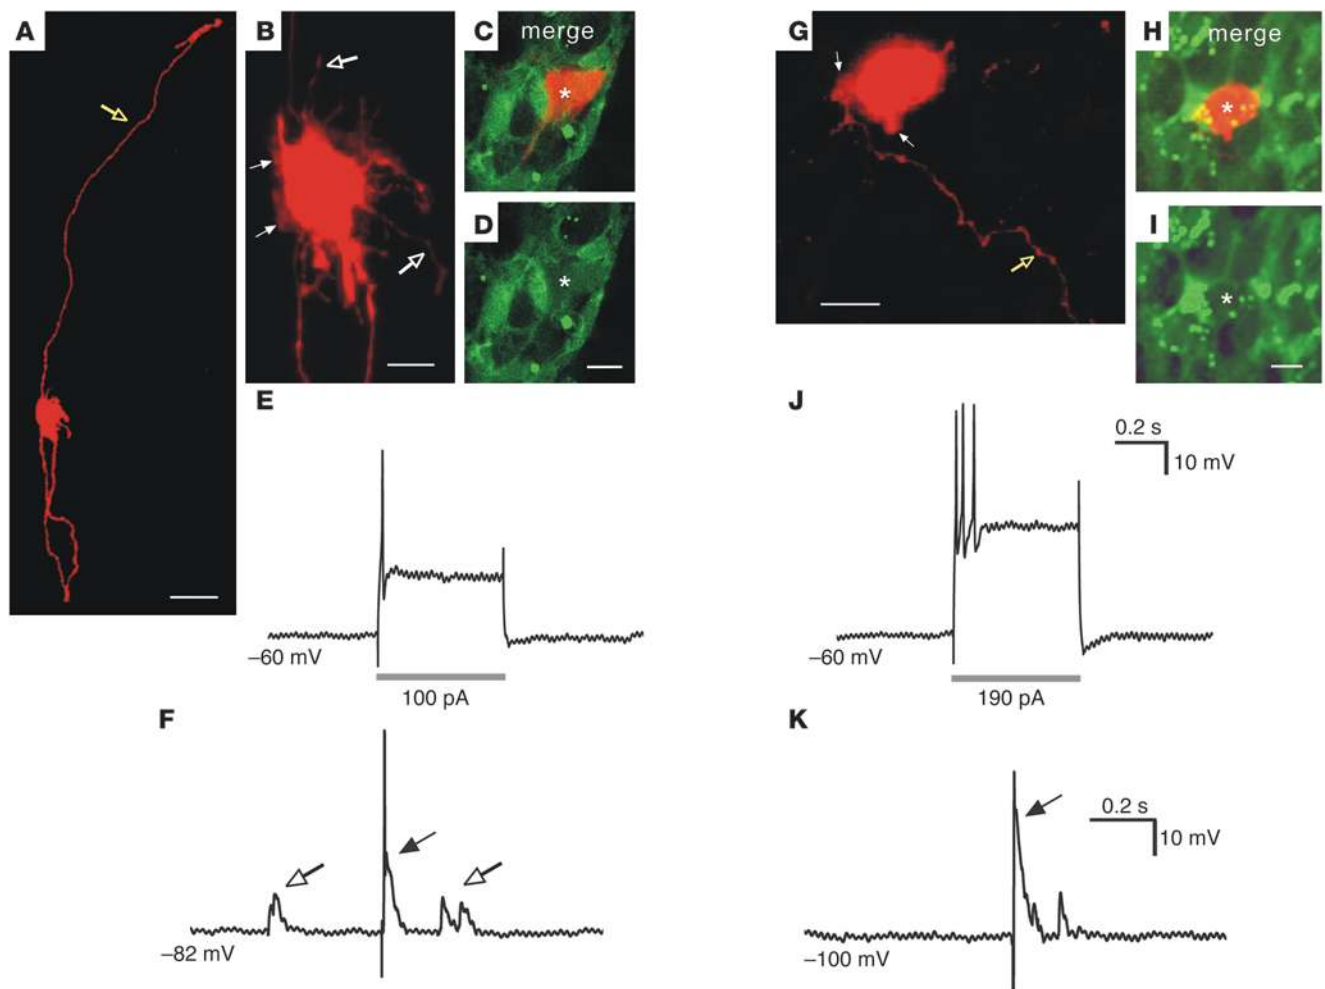 A
B
C
merge
*
D
*
G
H
merge
*
I
*
E
–60 mV
100 pA
J
0.2 s
10 mV
–60 mV
190 pA
F
–82 mV
K
0.2 s
10 mV
–100 mV